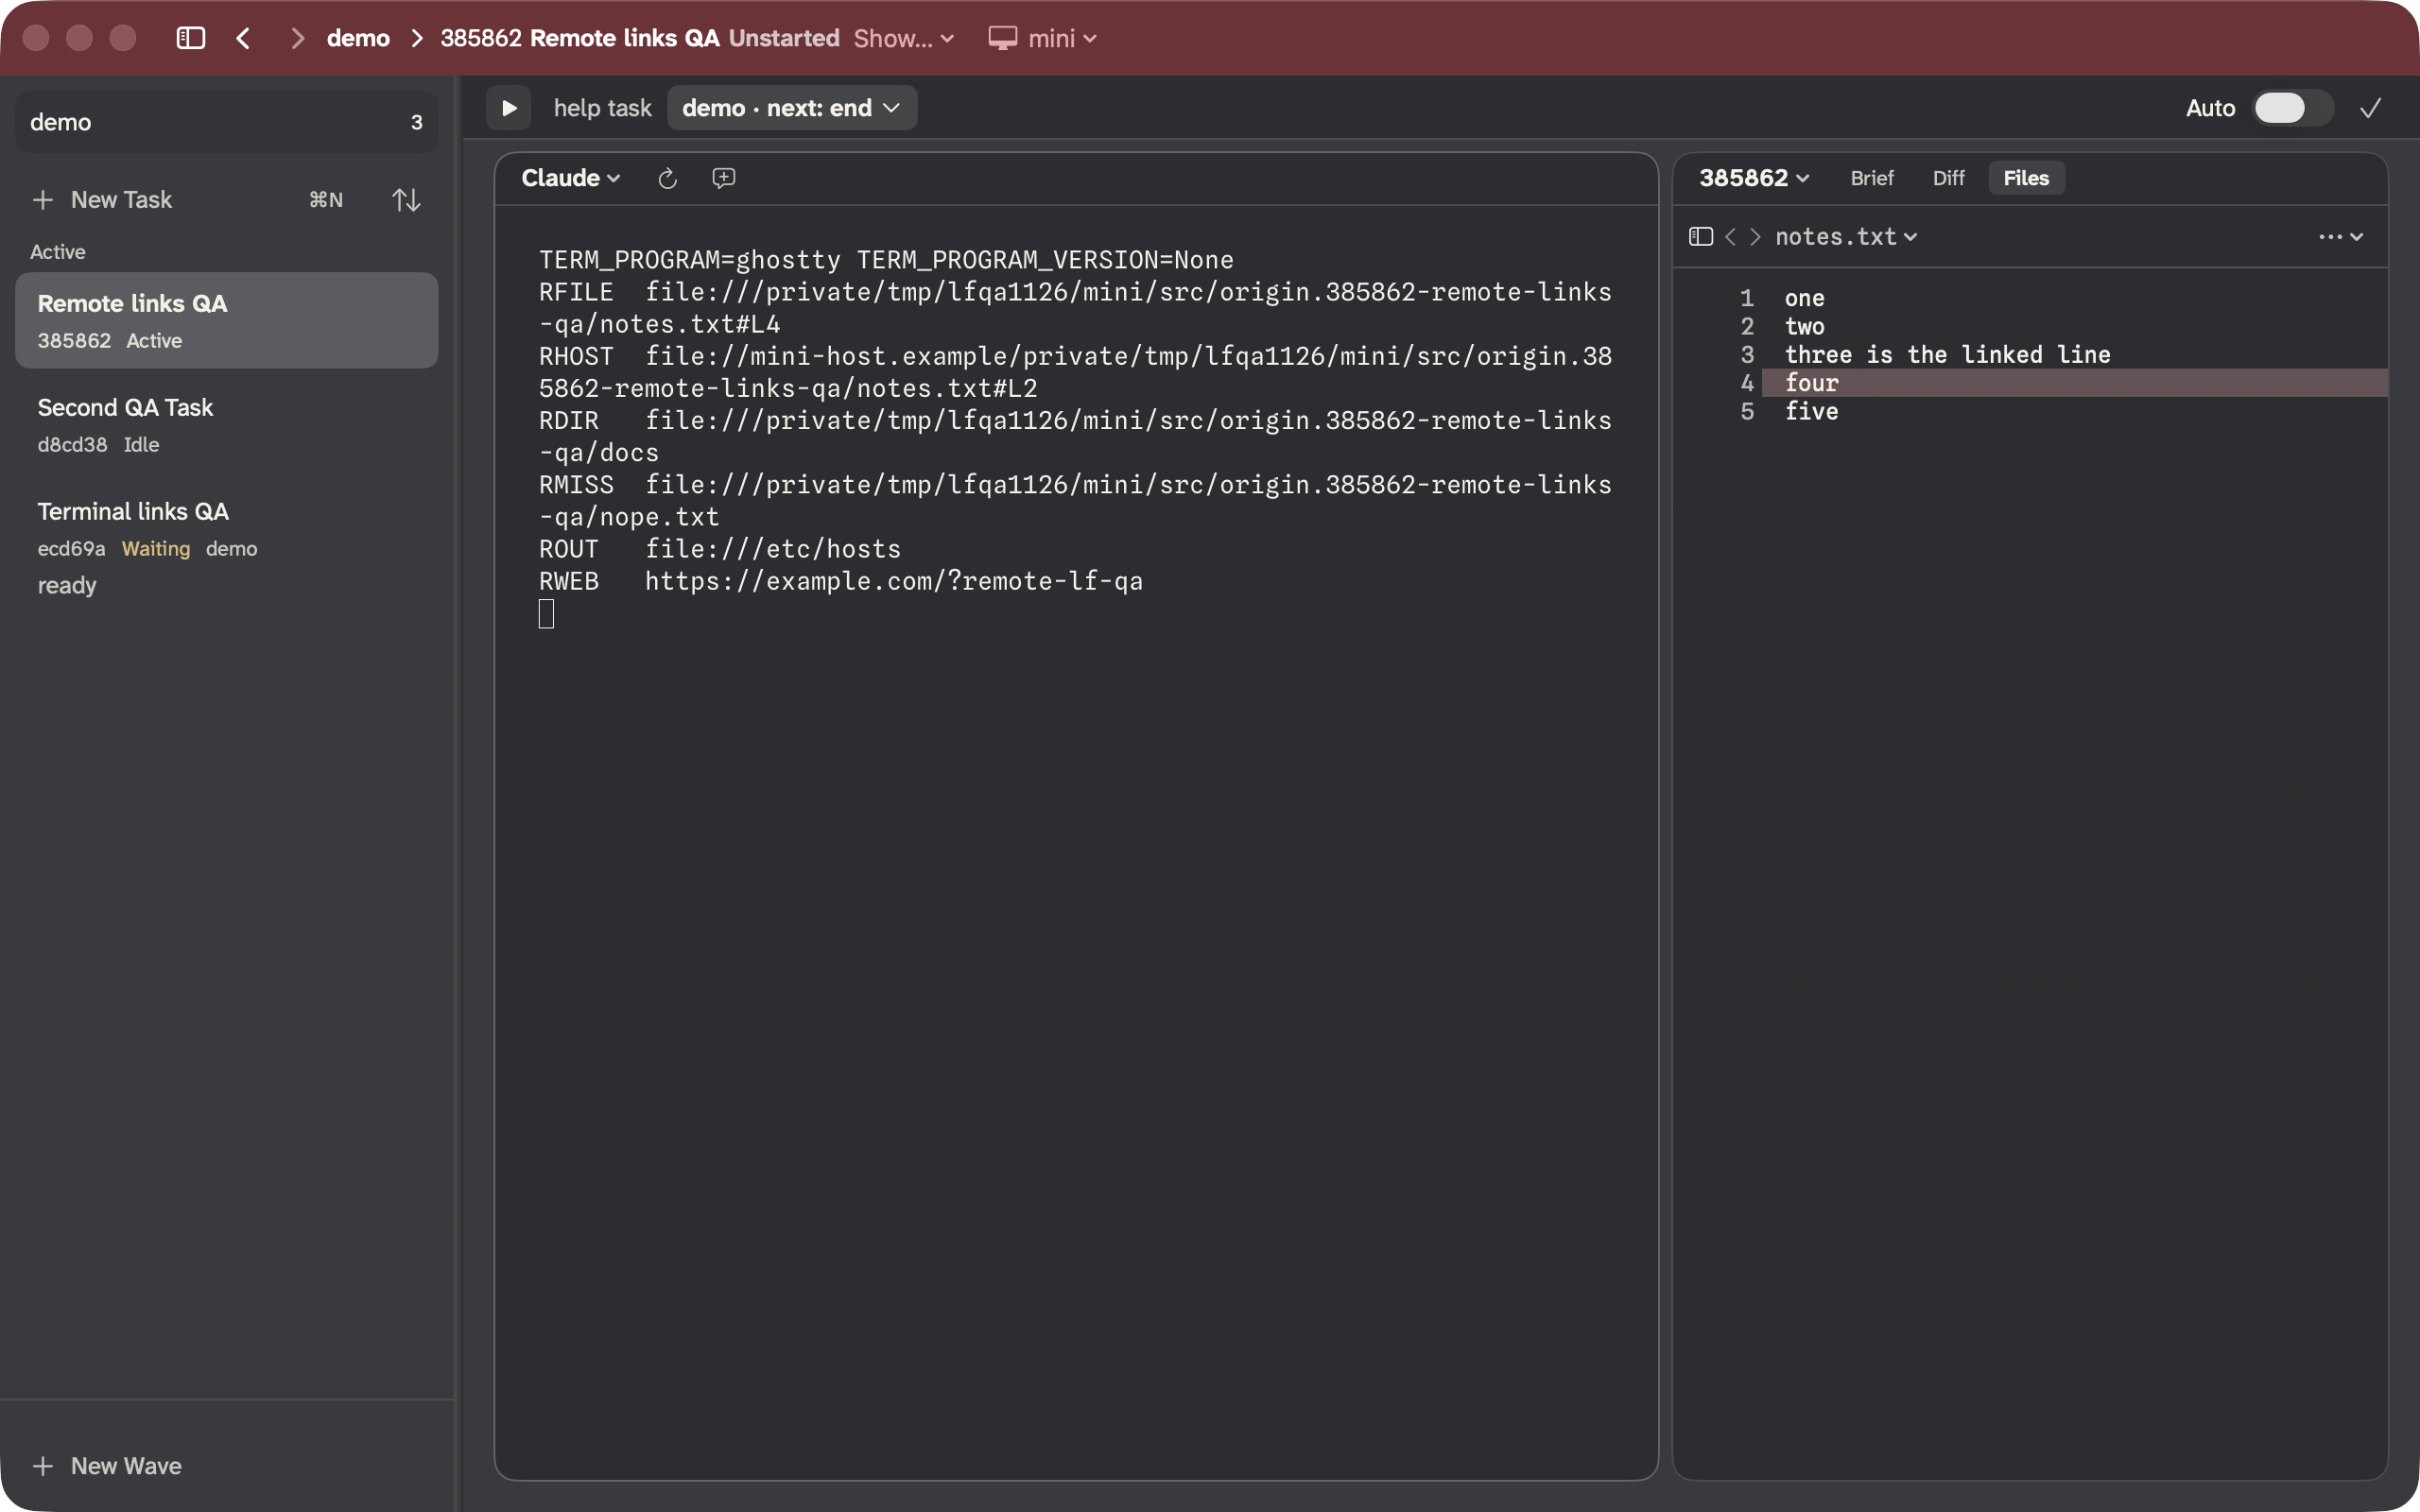 demo > 385862 Remote links QA Unstarted Show... mini
demo 3
New Task ⌘N
Active
Remote links QA
385862 Active
Second QA Task
d8cd38 Idle
Terminal links QA
ecd69a Waiting demo
ready
New Wave
help task demo · next: end
Auto
Claude
TERM_PROGRAM=ghostty TERM_PROGRAM_VERSION=None
RFILE file:///private/tmp/lfqa1126/mini/src/origin.385862-remote-links
-qa/notes.txt#L4
RHOST file://mini-host.example/private/tmp/lfqa1126/mini/src/origin.38
5862-remote-links-qa/notes.txt#L2
RDIR file:///private/tmp/lfqa1126/mini/src/origin.385862-remote-links
-qa/docs
RMISS file:///private/tmp/lfqa1126/mini/src/origin.385862-remote-links
-qa/nope.txt
ROUT file:///etc/hosts
RWEB https://example.com/?remote-lf-qa
385862 Brief Diff Files
notes.txt
1 one
2 two
3 three is the linked line
4 four
5 five